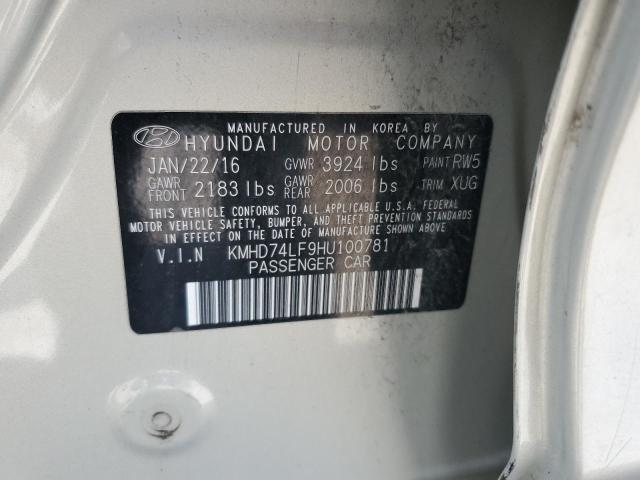 MANUFACTURED IN KOREA BY
HYUNDAI MOTOR COMPANY
JAN/22/16 GVWR 3924 lbs PAINT RW5
GAWR FRONT 2183 lbs GAWR REAR 2006 lbs TRIM XUG
THIS VEHICLE CONFORMS TO ALL APPLICABLE U.S.A. FEDERAL
MOTOR VEHICLE SAFETY, BUMPER, AND THEFT PREVENTION STANDARDS
IN EFFECT ON THE DATE OF MANUFACTURE SHOWN ABOVE.
V.I.N KMHD74LF9HU100781
PASSENGER CAR